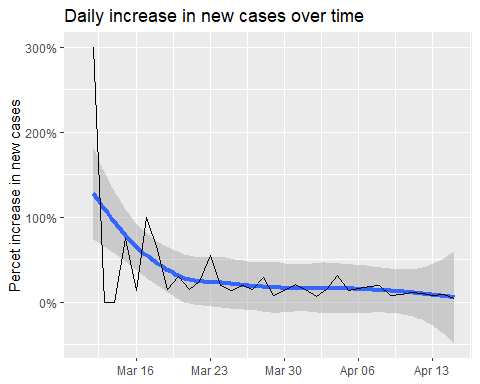 Daily increase in new cases over time
Percet increase in new cases
300%
200%
100%
0%
Mar 16
Mar 23
Mar 30
Apr 06
Apr 13